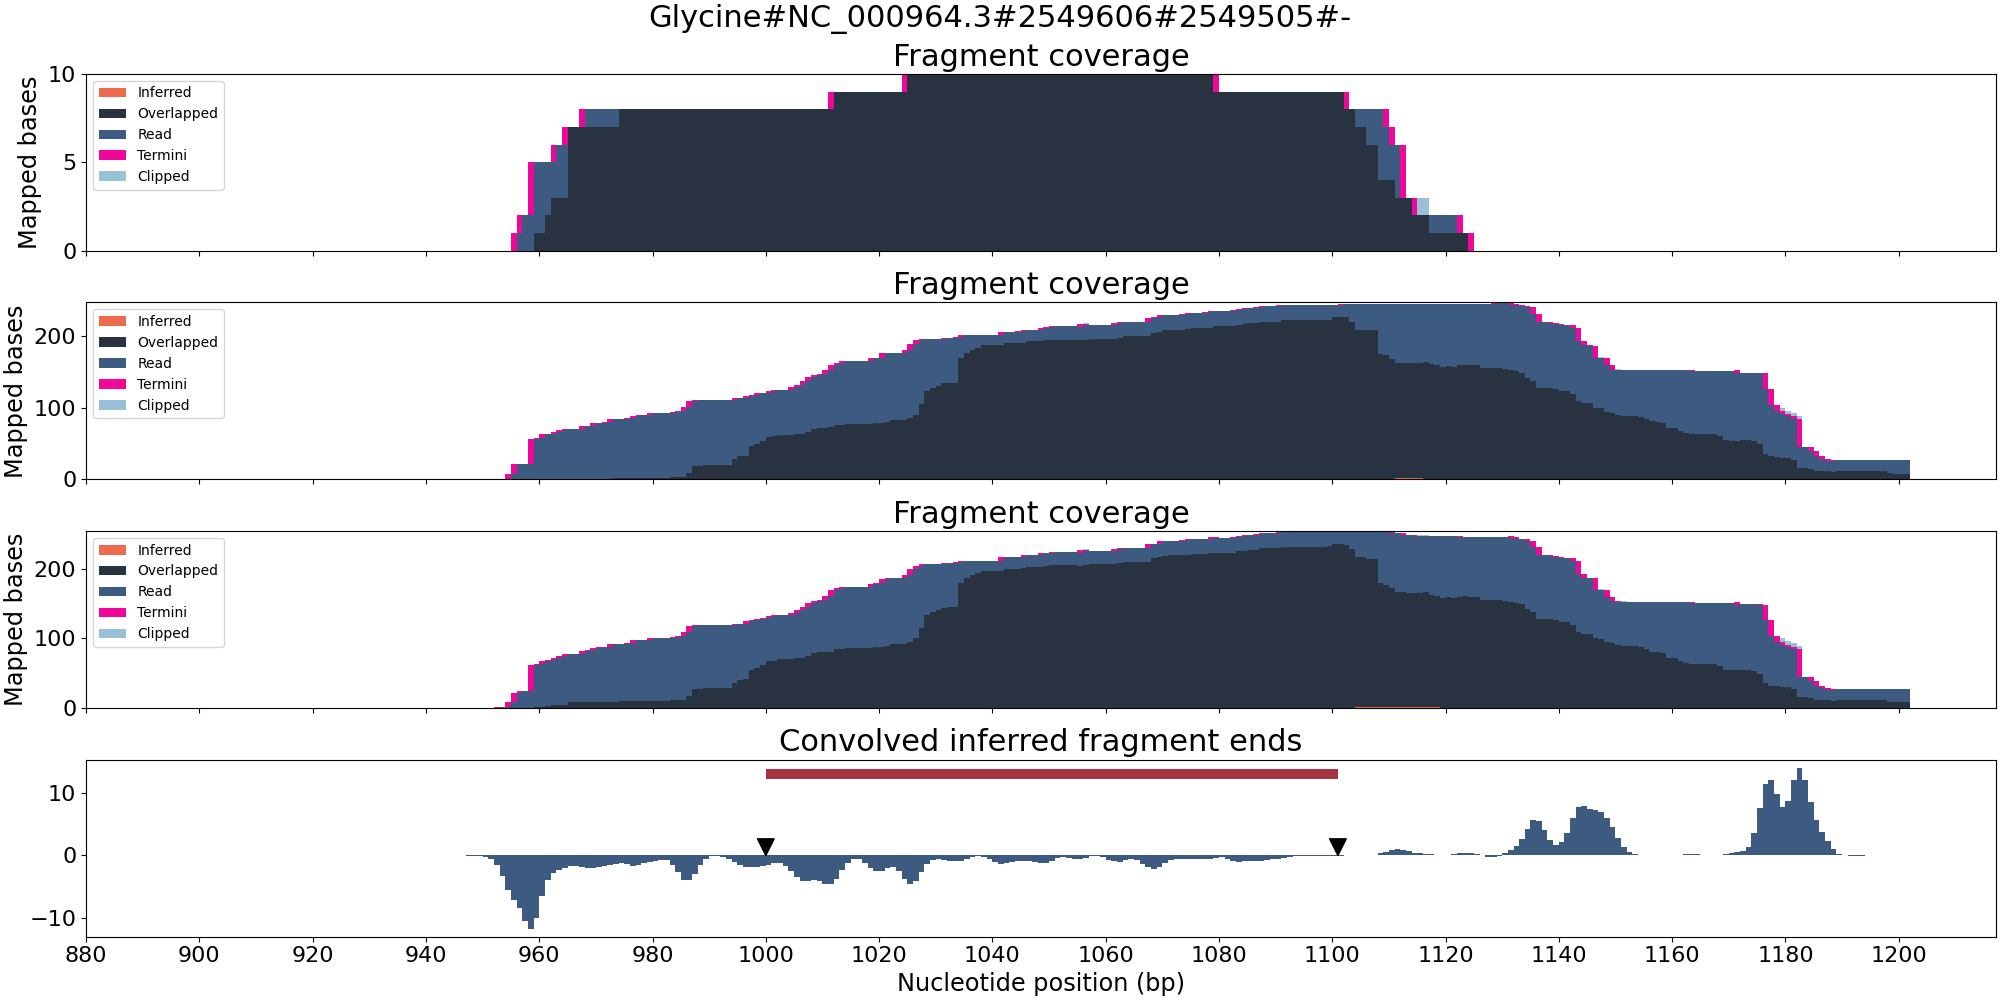 Glycine#NC_000964.3#2549606#2549505#-
Fragment coverage
Mapped bases
10
5
0
Inferred
Overlapped
Read
Termini
Clipped
Fragment coverage
Mapped bases
200
100
0
Inferred
Overlapped
Read
Termini
Clipped
Fragment coverage
Mapped bases
200
100
0
Inferred
Overlapped
Read
Termini
Clipped
Convolved inferred fragment ends
10
0
−10
880 900 920 940 960 980 1000 1020 1040 1060 1080 1100 1120 1140 1160 1180 1200
Nucleotide position (bp)